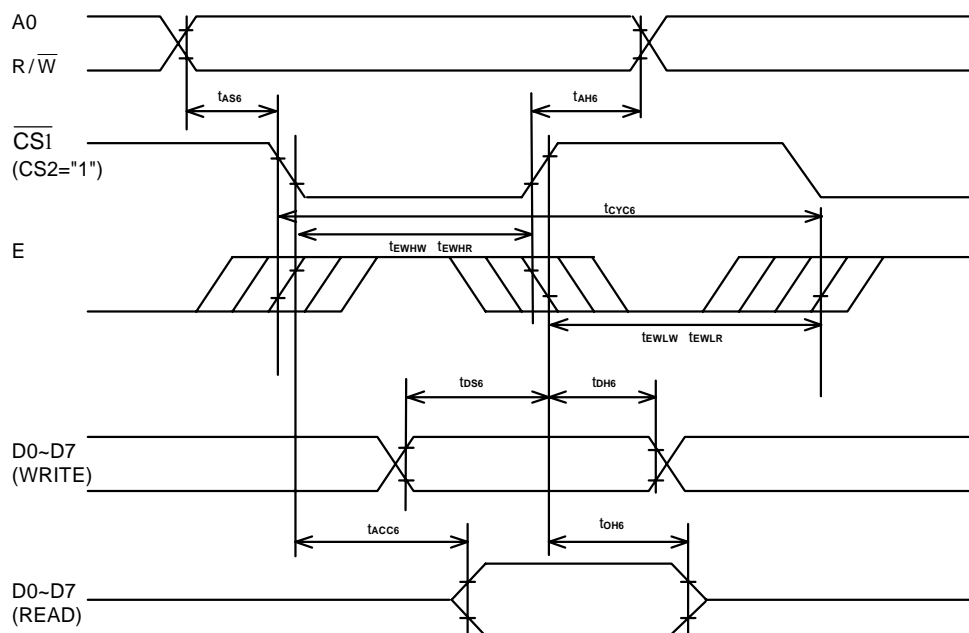 A0
R/W̅
tAS6 tAH6
C̅S̅1̅
(CS2="1")
tCYC6
tEWHW tEWHR
E
tEWLW tEWLR
tDS6 tDH6
D0~D7
(WRITE)
tACC6 tOH6
D0~D7
(READ)